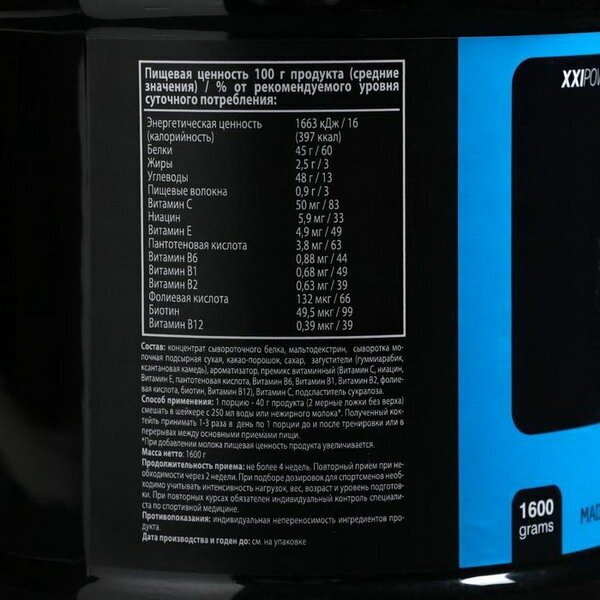 Пищевая ценность 100 г продукта (средние
значения) / % от рекомендуемого уровня
суточного потребления:
Энергетическая ценность 1663 кДж / 16
(калорийность) (397 ккал)
Белки 45 г / 60
Жиры 2,5 г / 3
Углеводы 48 г / 13
Пищевые волокна 0,9 г / 3
Витамин С 50 мг / 83
Ниацин 5,9 мг / 33
Витамин Е 4,9 мг / 49
Пантотеновая кислота 3,8 мг / 63
Витамин В6 0,88 мг / 44
Витамин В1 0,68 мг / 49
Витамин В2 0,63 мг / 39
Фолиевая кислота 132 мкг / 66
Биотин 49,5 мкг / 99
Витамин В12 0,39 мкг / 39
Состав: концентрат сывороточного белка, мальтодекстрин, сыворотка мо-
лочная подсырная сухая, какао-порошок, сахар, загустители (гуммиарабик,
ксантановая камедь), ароматизатор, премикс витаминный (Витамин С, ниацин,
Витамин Е, пантотеновая кислота, Витамин В6, Витамин В1, Витамин В2, фолие-
вая кислота, биотин, Витамин В12), Витамин С, подсластитель сукралоза.
Способ применения: 1 порцию - 40 г продукта (2 мерные ложки без верха)
смешать в шейкере с 250 мл воды или нежирного молока*. Полученный кок-
тейль принимать 1-3 раза в день по 1 порции до и после тренировки или в
перерывах между основными приемами пищи.
*При добавлении молока пищевая ценность продукта увеличивается.
Масса нетто: 1600 г
Продолжительность приема: не более 4 недель. Повторный прием при не-
обходимости через 2 недели. При подборе дозировок для спортсменов необ-
ходимо учитывать интенсивность нагрузок, вес, возраст и уровень подготов-
ки. При повторных курсах обязателен индивидуальный контроль специали-
ста по спортивной медицине.
Противопоказания: индивидуальная непереносимость ингредиентов про-
дукта.
Дата производства и годен до: см. на упаковке
XXIPOW
1600
grams
MAD